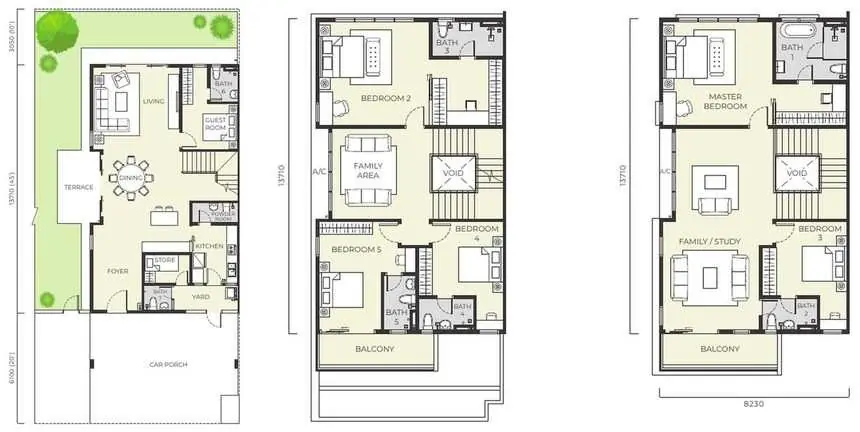 3050 (10')
13710 (45')
6100 (20')
LIVING
BATH
6
GUEST
ROOM
TERRACE
DINING
POWDER
ROOM
KITCHEN
STORE
FOYER
BATH
YARD
CAR PORCH
13710
BATH
3
BEDROOM 2
A/C
FAMILY
AREA
VOID
BEDROOM 5
BEDROOM
4
BATH
5
BATH
4
BALCONY
13710
BATH
1
MASTER
BEDROOM
A/C
VOID
FAMILY / STUDY
BEDROOM
3
BATH
2
BALCONY
8230